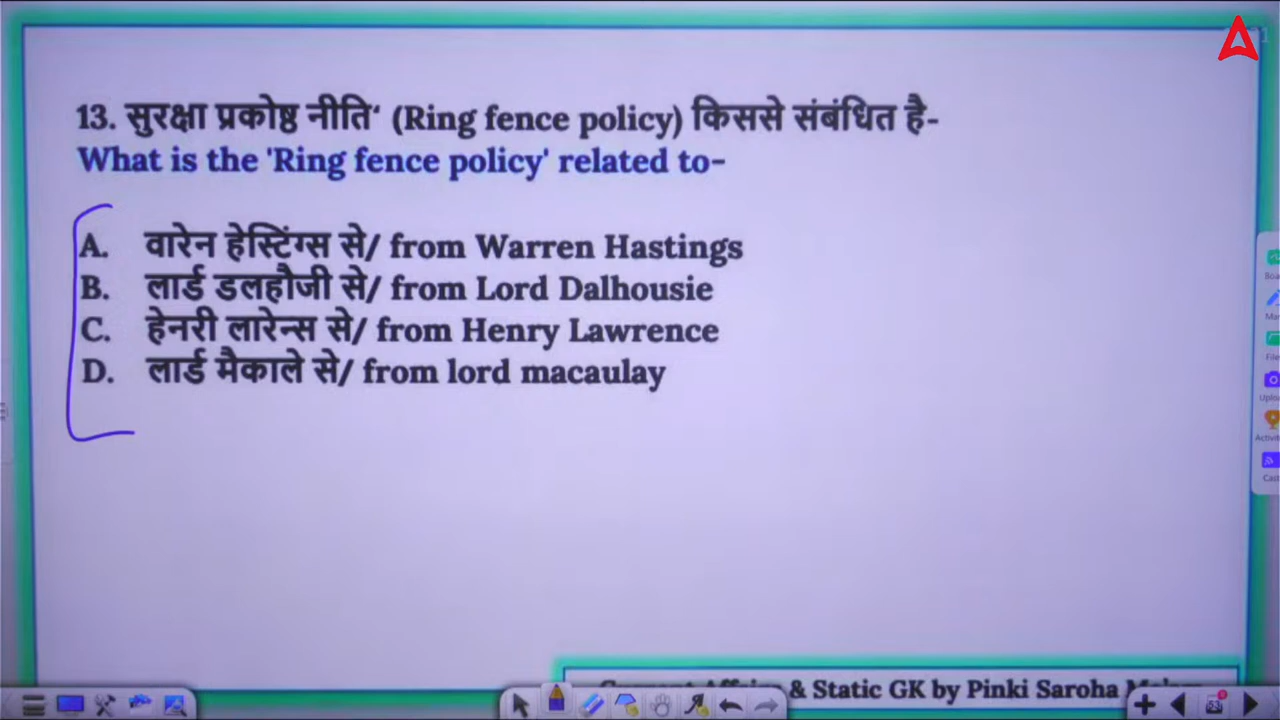 13. सुरक्षा प्रकोष्ठ नीति‘ (Ring fence policy) किससे संबंधित है-
What is the 'Ring fence policy' related to-
A. वारेन हेस्टिंग्स से/ from Warren Hastings
B. लार्ड डलहौजी से/ from Lord Dalhousie
C. हेनरी लारेन्स से/ from Henry Lawrence
D. लार्ड मैकाले से/ from lord macaulay
& Static GK by Pinki Saroha
53